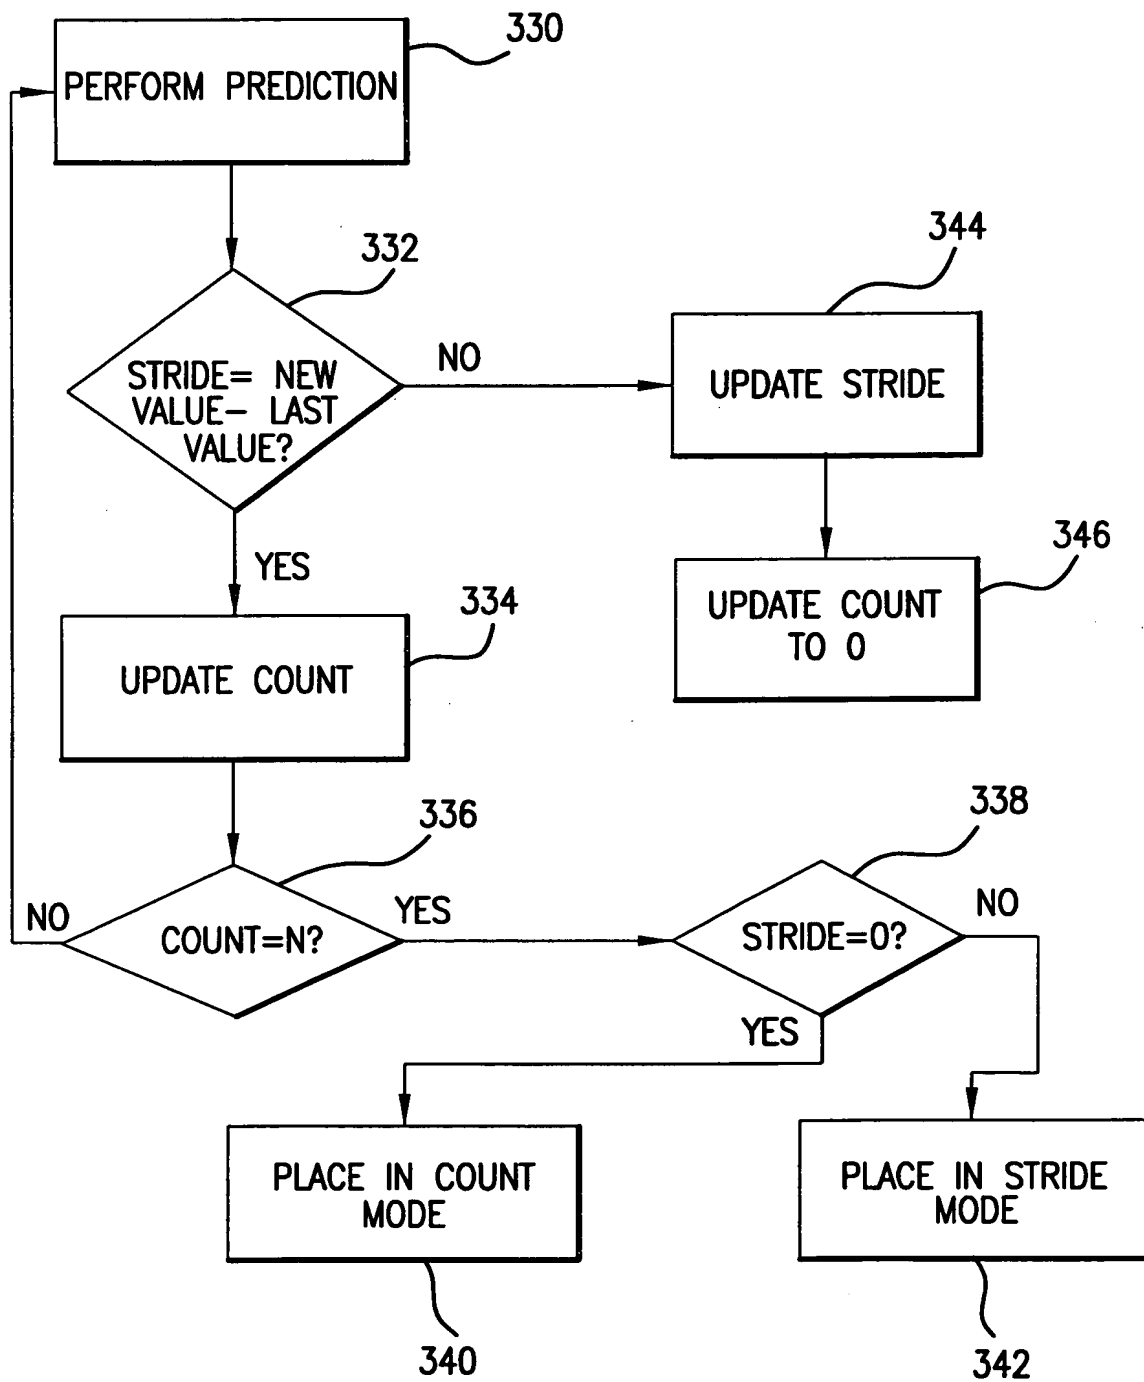 330
PERFORM PREDICTION
332
344
STRIDE= NEW
VALUE- LAST
VALUE?
NO
UPDATE STRIDE
YES
346
334
UPDATE COUNT
TO 0
UPDATE COUNT
336
338
NO
COUNT=N?
YES
STRIDE=0?
NO
YES
PLACE IN COUNT
MODE
PLACE IN STRIDE
MODE
340
342